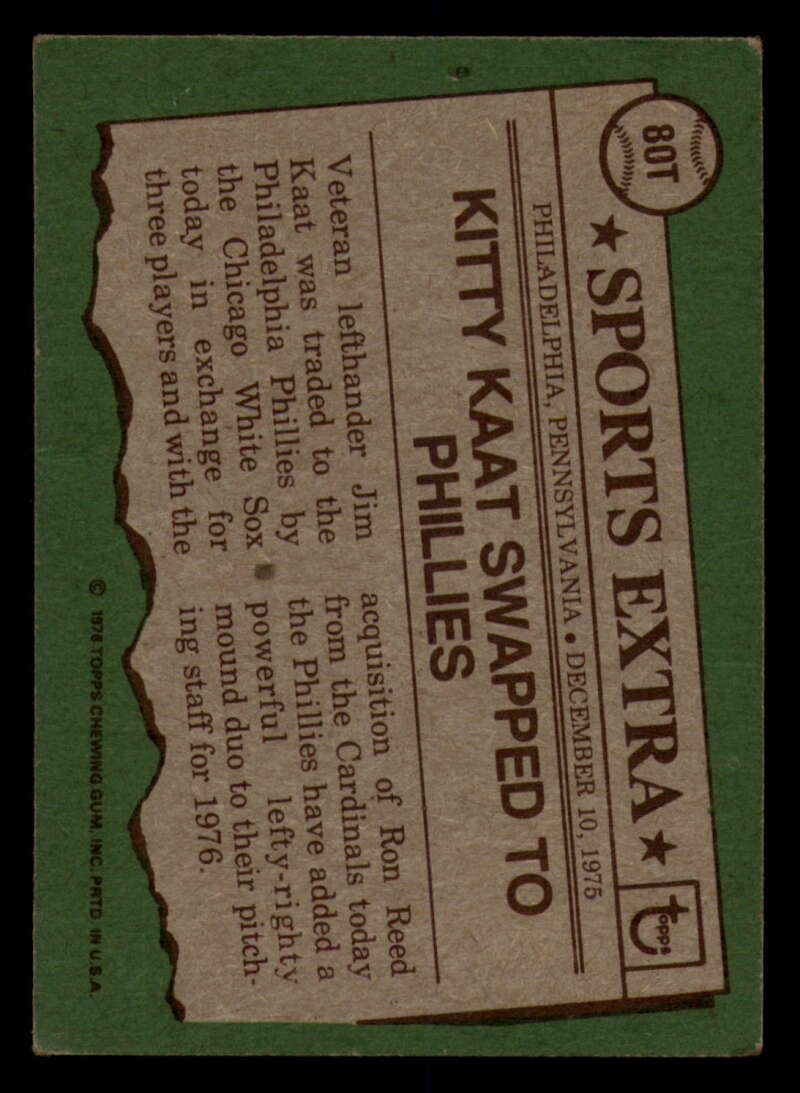 80T
★ SPORTS EXTRA ★
topps
PHILADELPHIA, PENNSYLVANIA • DECEMBER 10, 1975
KITTY KAAT SWAPPED TO
PHILLIES
Veteran lefthander Jim
Kaat was traded to the
Philadelphia Phillies by
the Chicago White Sox
today in exchange for
three players and with the
acquisition of Ron Reed
from the Cardinals today
the Phillies have added a
powerful lefty-righty
mound duo to their pitch-
ing staff for 1976.
© 1976 TOPPS CHEWING GUM, INC. PRTD. IN U.S.A.